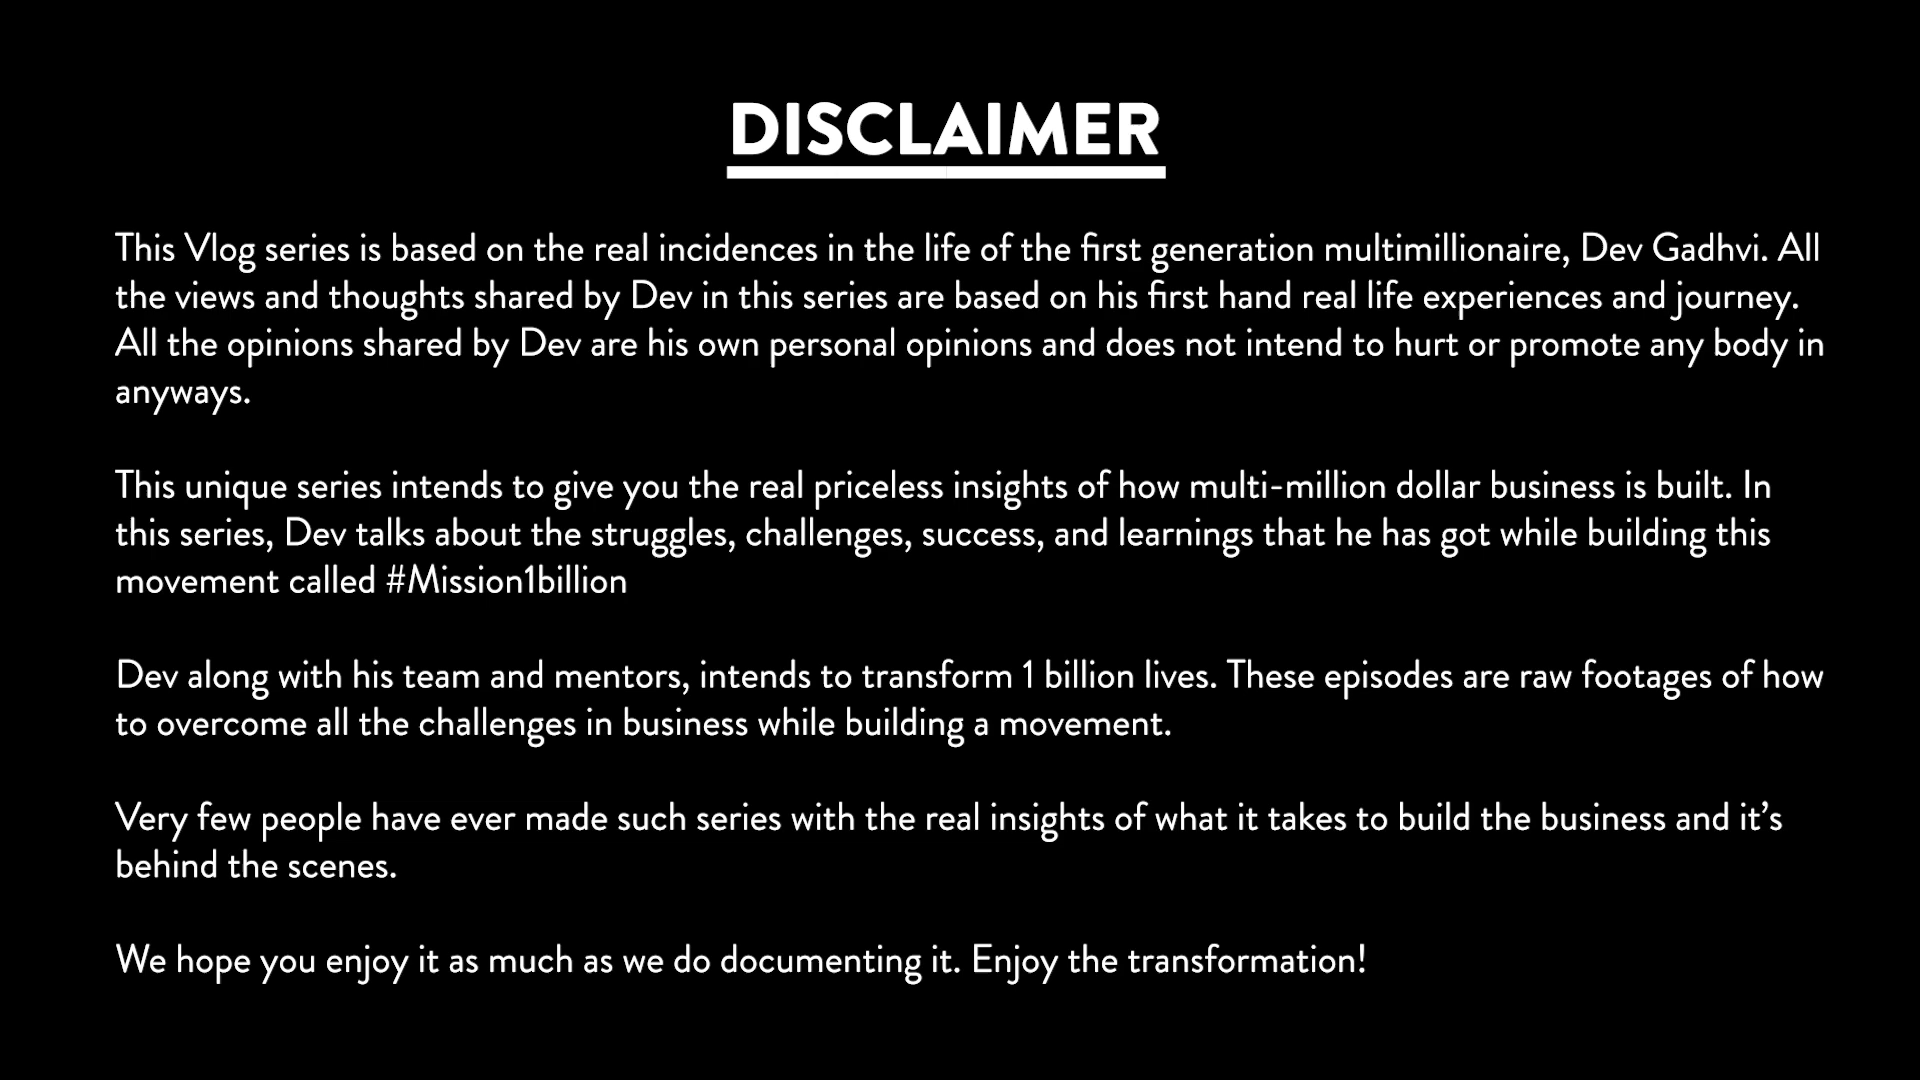 DISCLAIMER
This Vlog series is based on the real incidences in the life of the first generation multimillionaire, Dev Gadhvi. All
the views and thoughts shared by Dev in this series are based on his first hand real life experiences and journey.
All the opinions shared by Dev are his own personal opinions and does not intend to hurt or promote any body in
anyways.
This unique series intends to give you the real priceless insights of how multi-million dollar business is built. In
this series, Dev talks about the struggles, challenges, success, and learnings that he has got while building this
movement called #Mission1billion
Dev along with his team and mentors, intends to transform 1 billion lives. These episodes are raw footages of how
to overcome all the challenges in business while building a movement.
Very few people have ever made such series with the real insights of what it takes to build the business and it’s
behind the scenes.
We hope you enjoy it as much as we do documenting it. Enjoy the transformation!